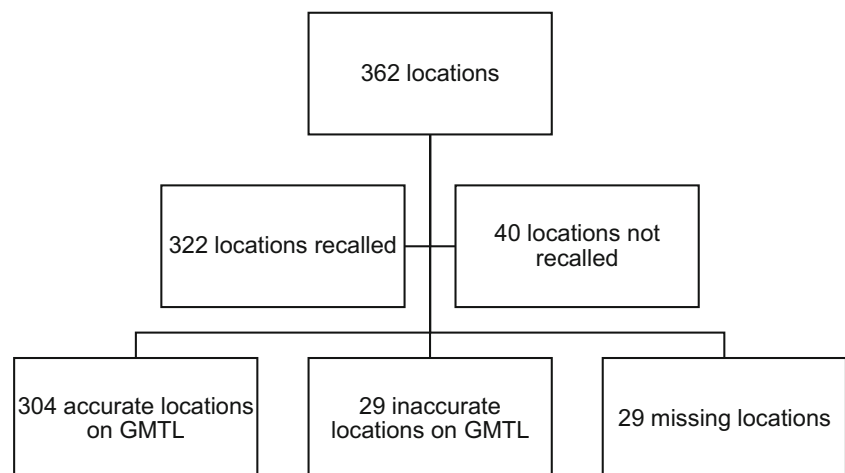 362 locations
322 locations recalled
40 locations not
recalled
304 accurate locations
on GMTL
29 inaccurate
locations on GMTL
29 missing locations